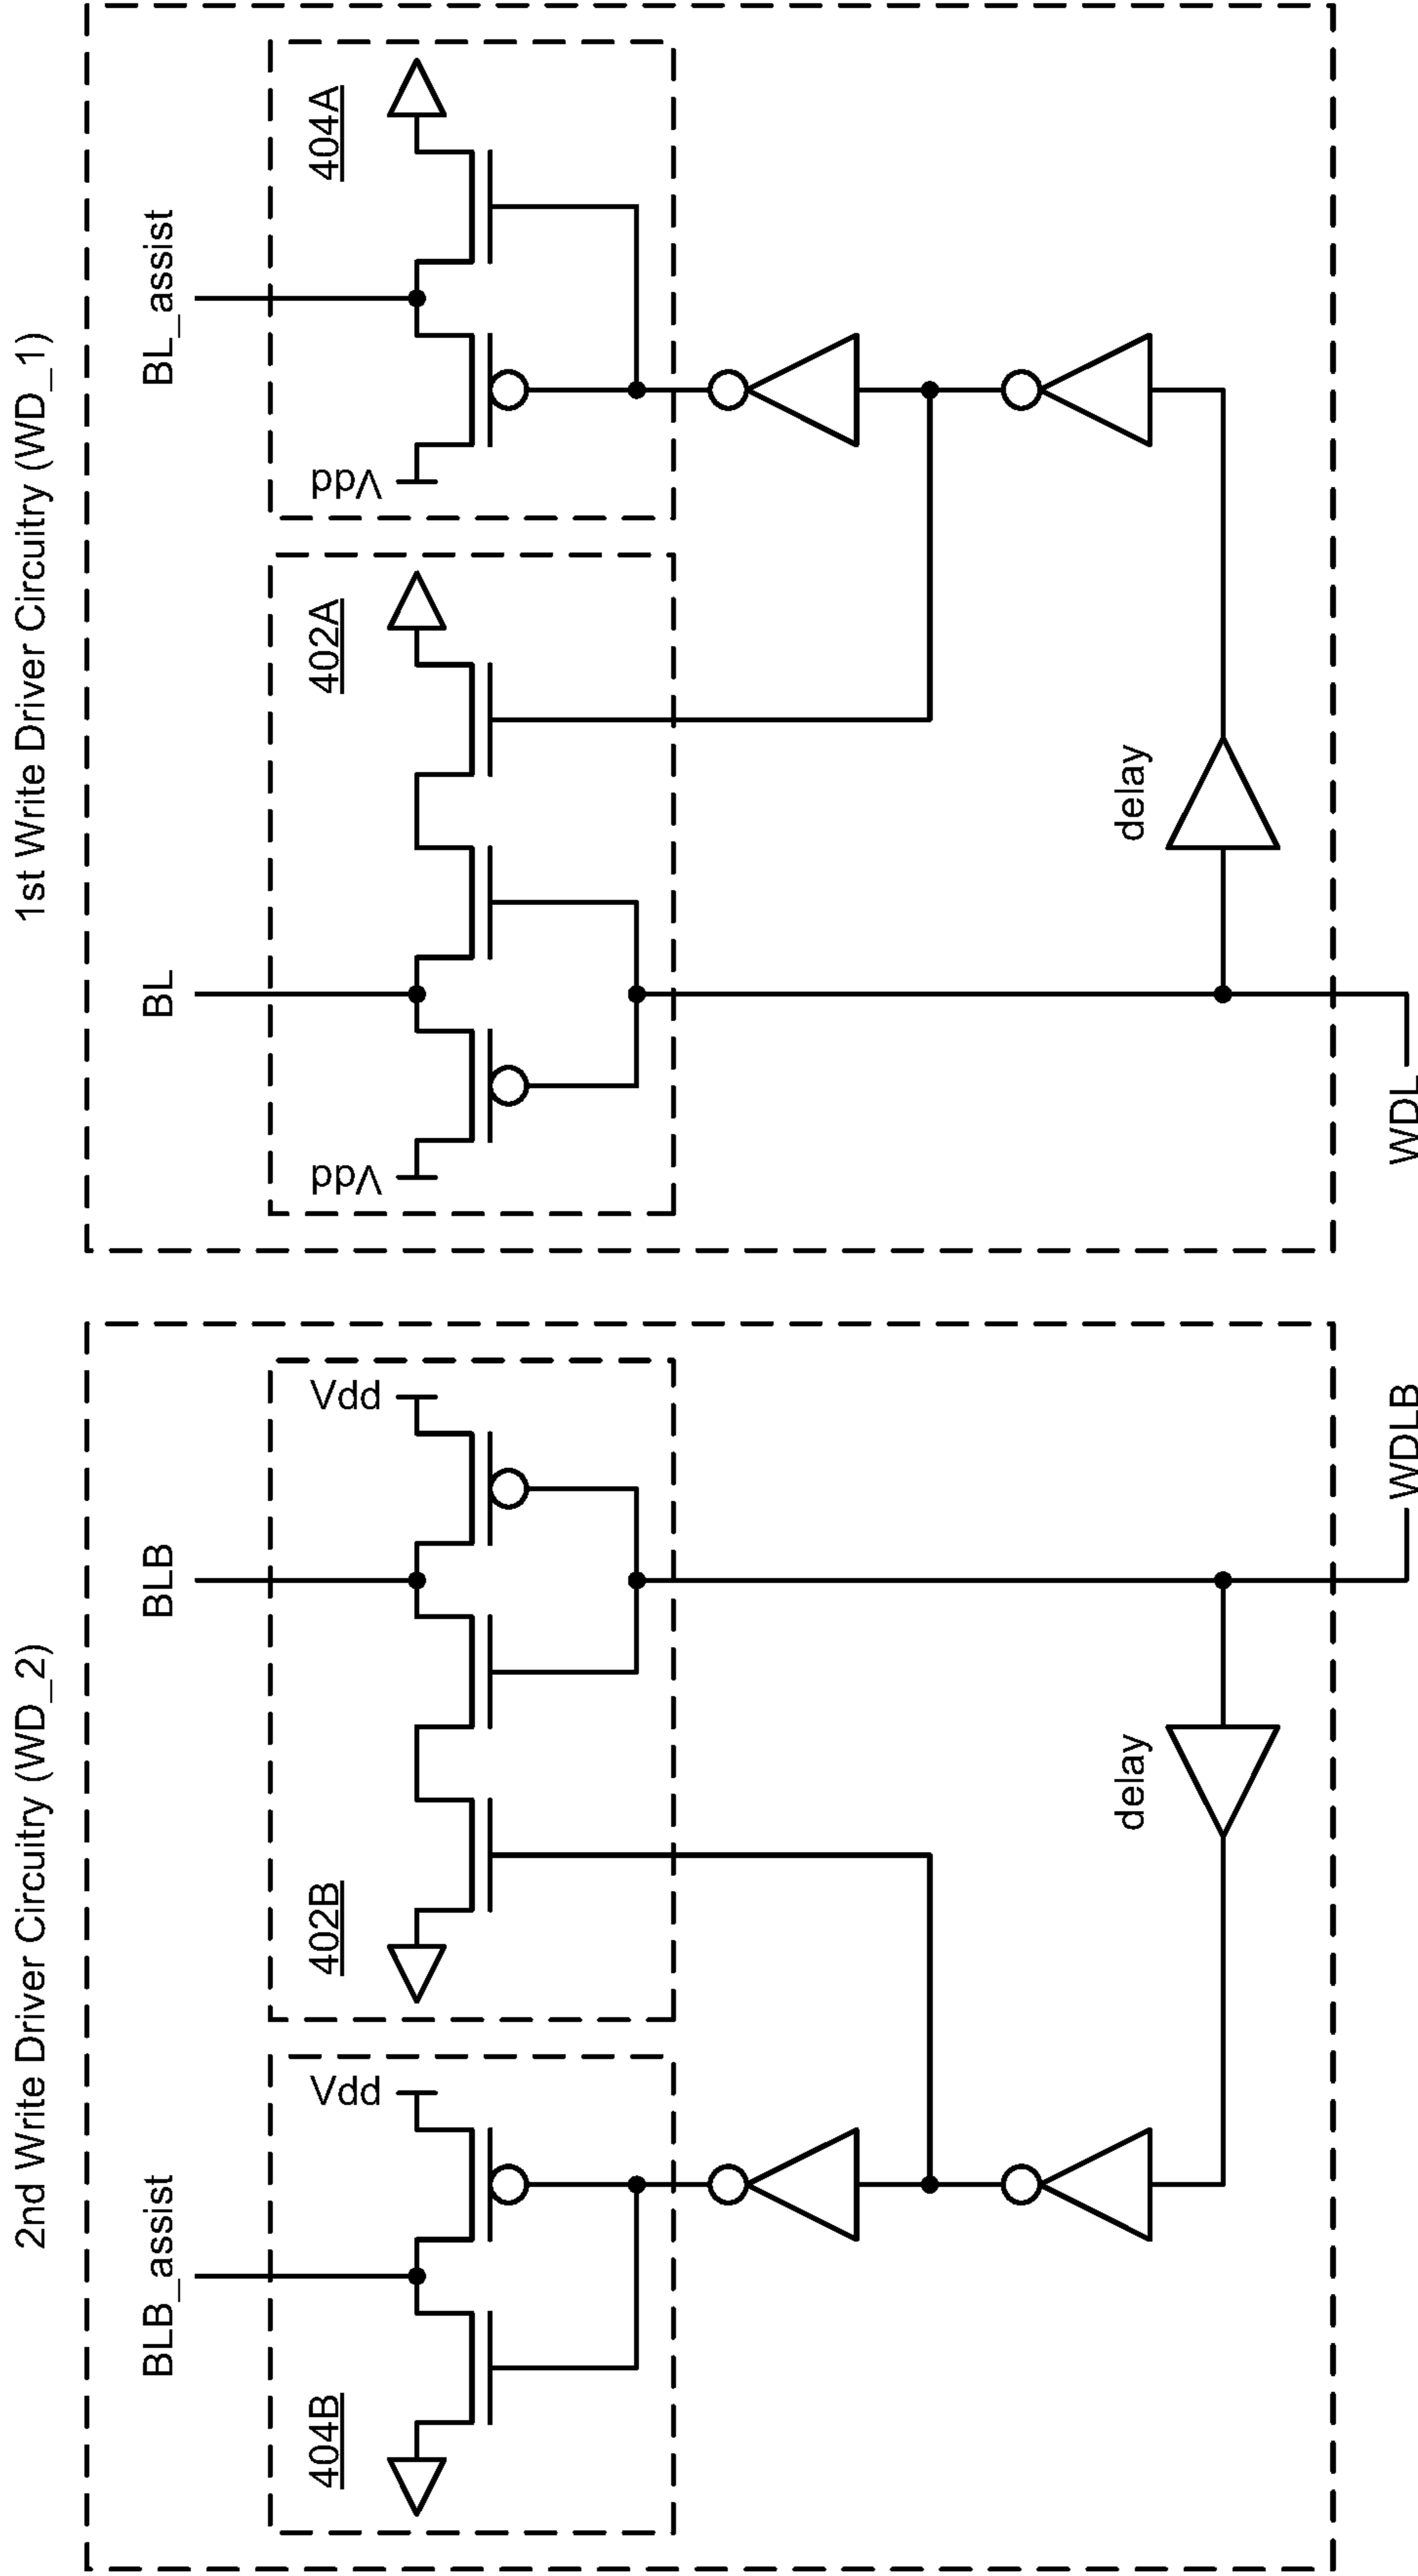 2nd Write Driver Circuitry (WD_2)
1st Write Driver Circuitry (WD_1)
BLB_assist
BLB
BL
BL_assist
404B
Vdd
402B
Vdd
Vdd
402A
Vdd
404A
delay
delay
WDLB
WDL